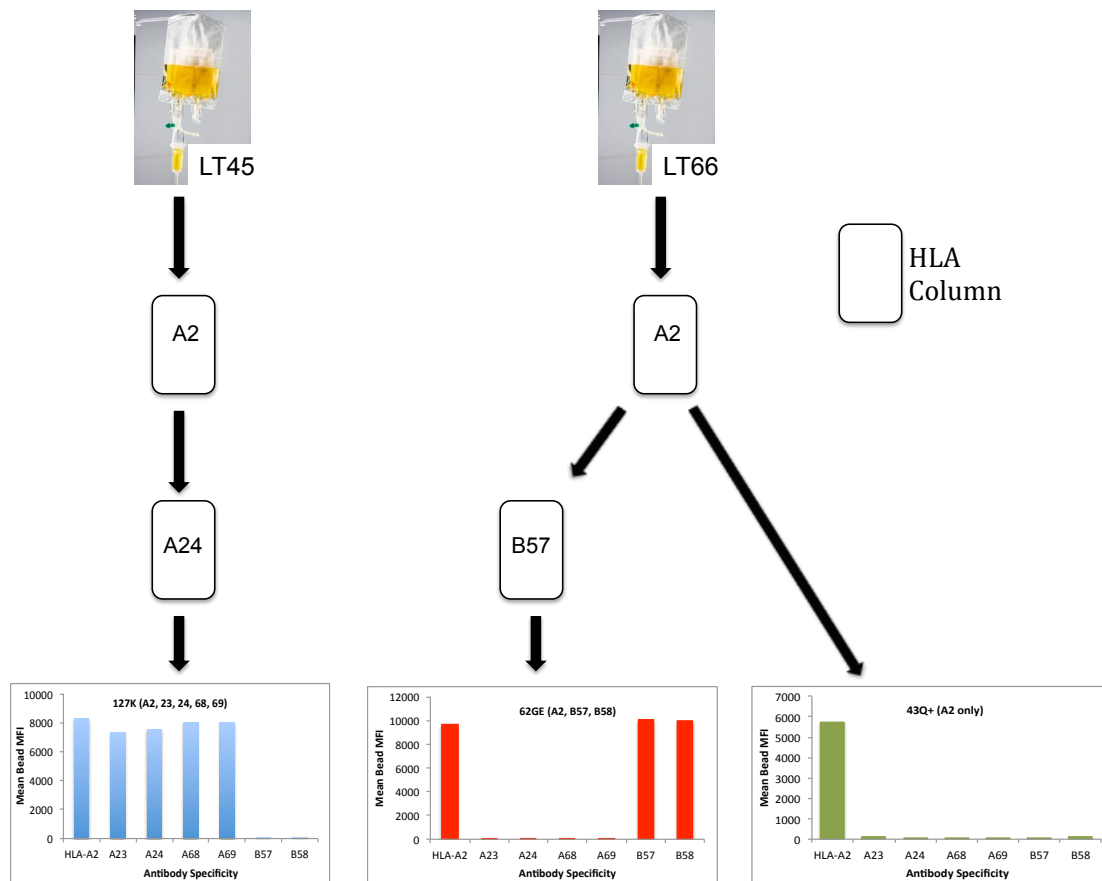 LT45
LT66
HLA
Column
A2
A2
A24
B57
127K (A2, 23, 24, 68, 69)
Mean Bead MFI
10000
8000
6000
4000
2000
0
HLA-A2 A23 A24 A68 A69 B57 B58
Antibody Specificity
62GE (A2, B57, B58)
Mean Bead MFI
12000
10000
8000
6000
4000
2000
0
HLA-A2 A23 A24 A68 A69 B57 B58
Antibody Specificity
43Q+ (A2 only)
Mean Bead MFI
7000
6000
5000
4000
3000
2000
1000
0
HLA-A2 A23 A24 A68 A69 B57 B58
Antibody Specificity